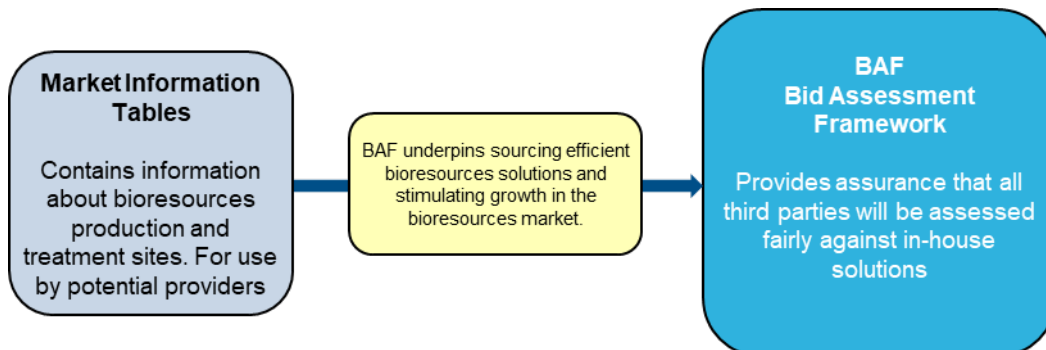 Market Information
Tables
Contains information
about bioresources
production and
treatment sites. For use
by potential providers
BAF underpins sourcing efficient
bioresources solutions and
stimulating growth in the
bioresources market.
BAF
Bid Assessment
Framework
Provides assurance that all
third parties will be assessed
fairly against in-house
solutions